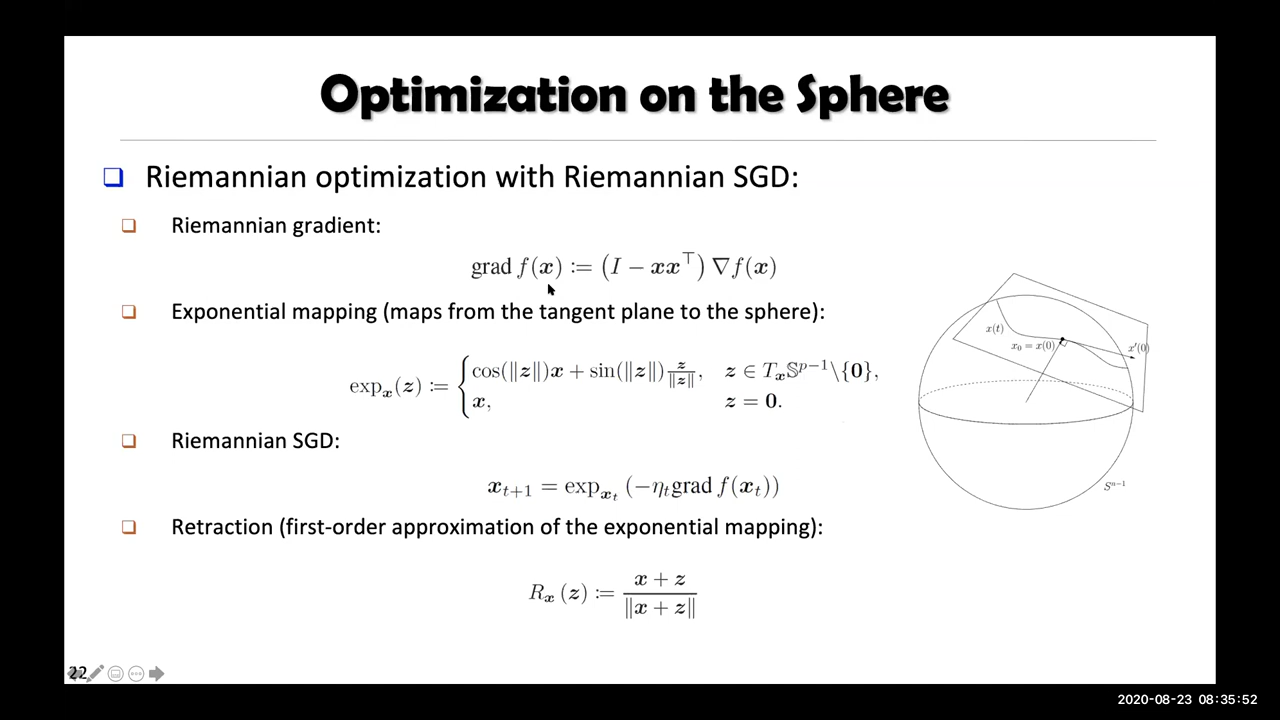 Optimization on the Sphere
Riemannian optimization with Riemannian SGD:
Riemannian gradient:
grad f(x) := (I − xx⊤) ∇f(x)
Exponential mapping (maps from the tangent plane to the sphere):
exp_x(z) := { cos(‖z‖)x + sin(‖z‖) z/‖z‖, z ∈ T_x𝕊^{p−1}\{0},
x, z = 0.
Riemannian SGD:
x_{t+1} = exp_{x_t} (−η_t grad f(x_t))
Retraction (first-order approximation of the exponential mapping):
R_x (z) := (x + z)/‖x + z‖
x(t)
x_0 = x(0)
x'(0)
S^{n−1}
22
2020-08-23 08:35:52